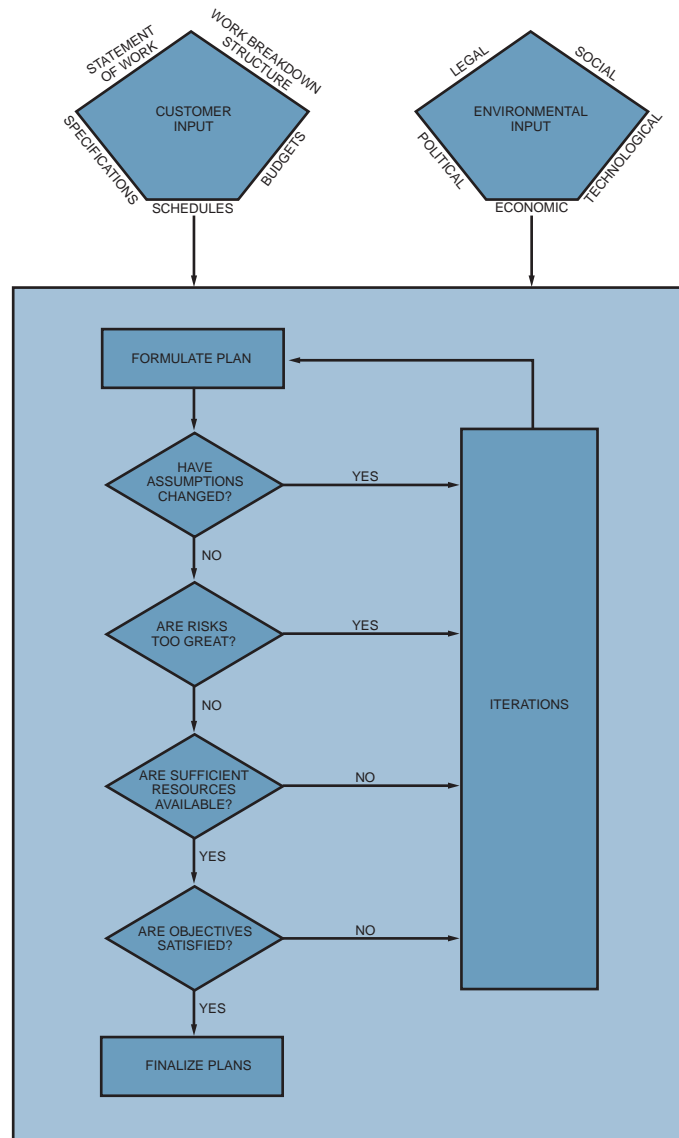 STATEMENT
OF WORK
WORK BREAKDOWN
STRUCTURE
CUSTOMER
INPUT
SPECIFICATIONS
BUDGETS
SCHEDULES
LEGAL
SOCIAL
ENVIRONMENTAL
INPUT
POLITICAL
TECHNOLOGICAL
ECONOMIC
FORMULATE PLAN
HAVE
ASSUMPTIONS
CHANGED?
YES
NO
ARE RISKS
TOO GREAT?
YES
NO
ITERATIONS
ARE SUFFICIENT
RESOURCES
AVAILABLE?
NO
YES
ARE OBJECTIVES
SATISFIED?
NO
YES
FINALIZE PLANS